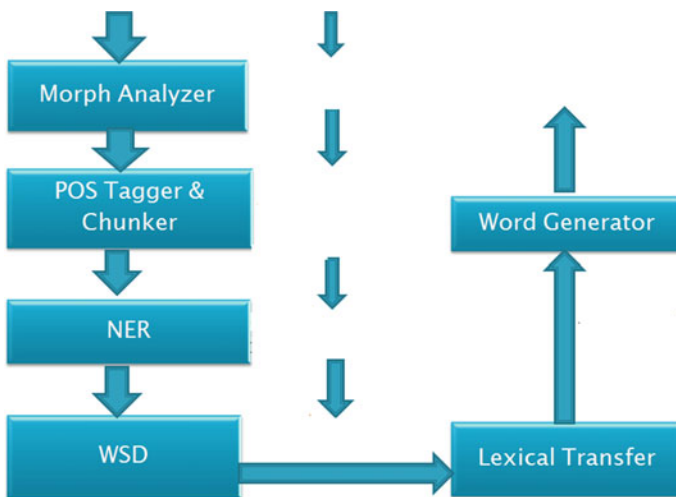 Morph Analyzer
POS Tagger &
Chunker
NER
WSD
Word Generator
Lexical Transfer